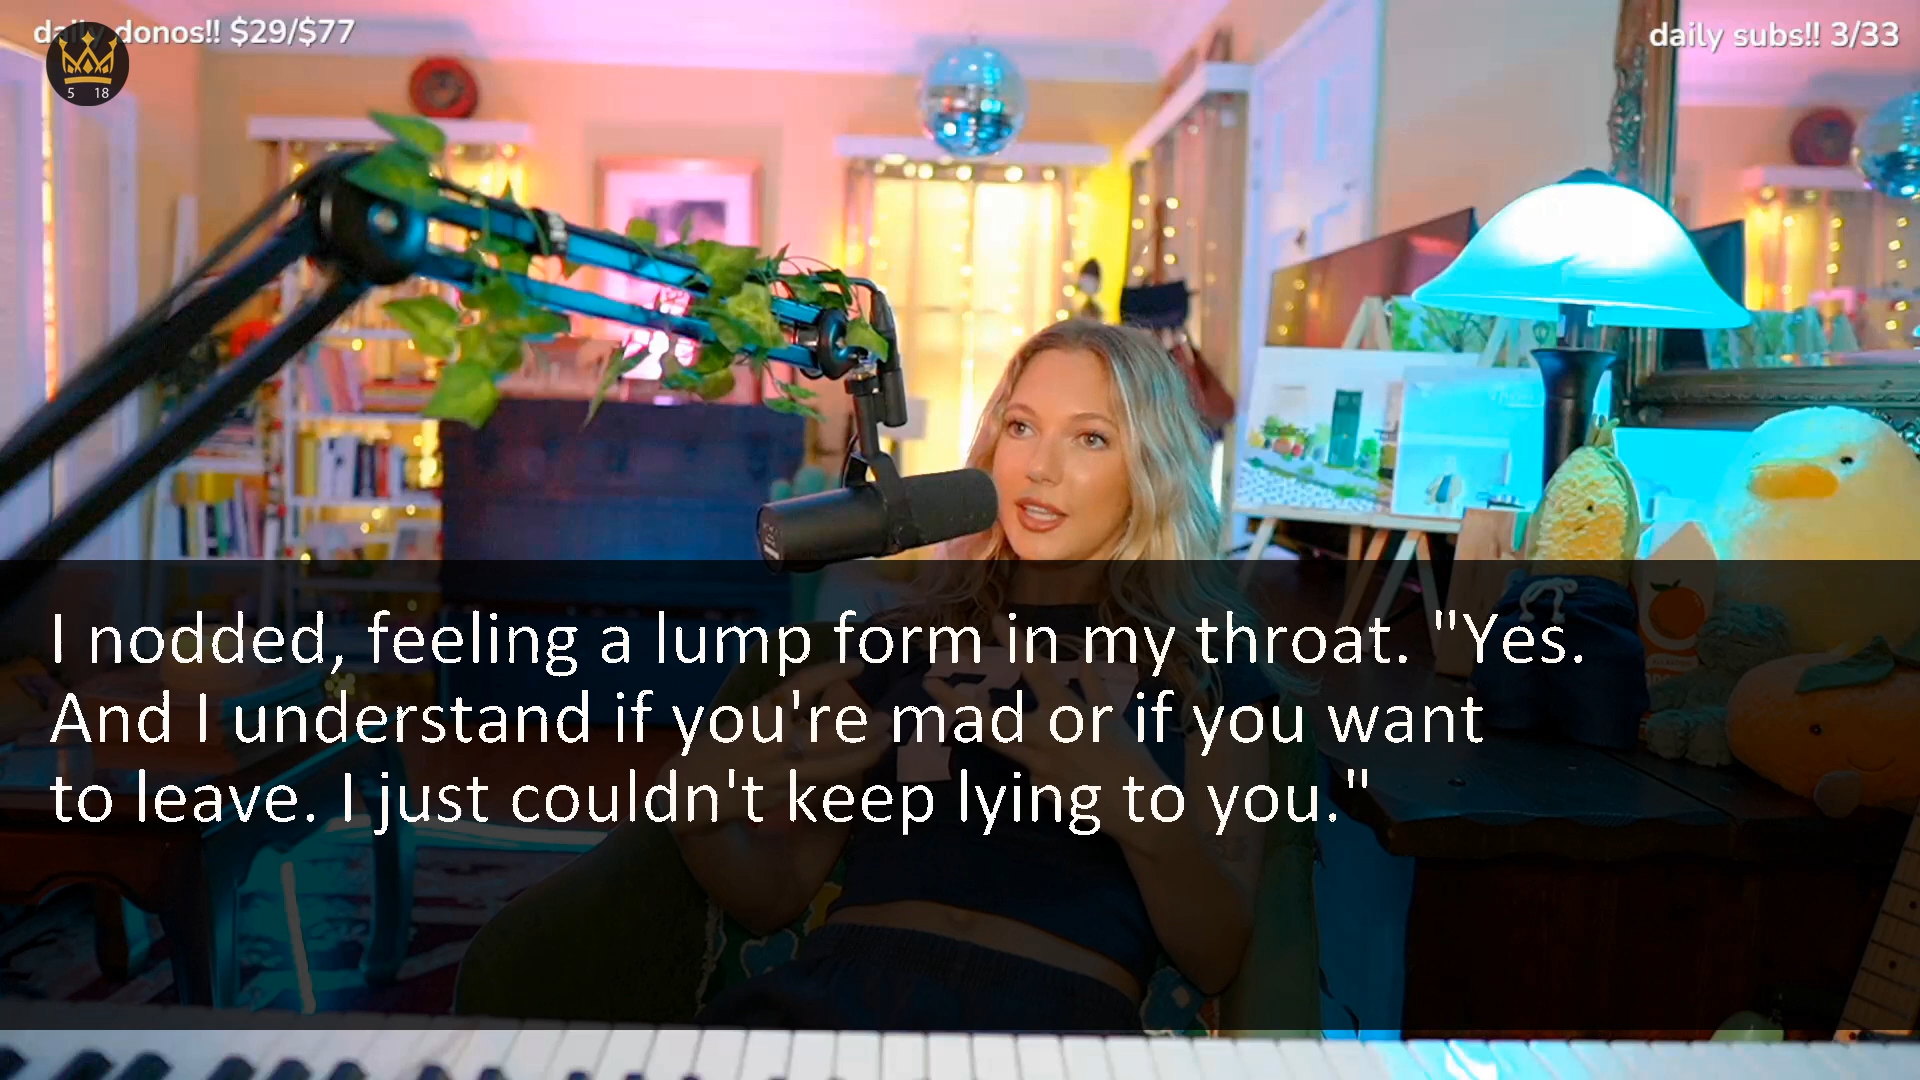 daily donos!! $29/$77
daily subs!! 3/33
5 18
I nodded, feeling a lump form in my throat. "Yes.
And I understand if you're mad or if you want
to leave. I just couldn't keep lying to you."